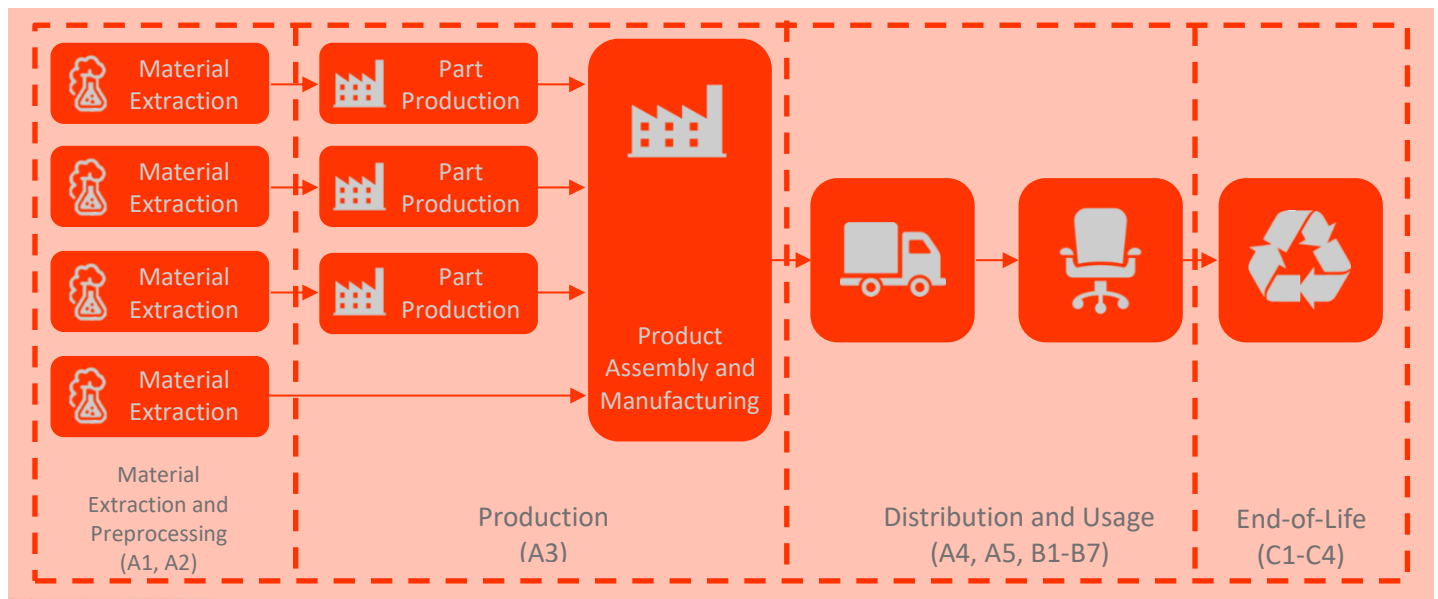 Material
Extraction
Part
Production
Material
Extraction
Part
Production
Material
Extraction
Part
Production
Product
Assembly and
Manufacturing
Material
Extraction
Material
Extraction and
Preprocessing
(A1, A2)
Production
(A3)
Distribution and Usage
(A4, A5, B1-B7)
End-of-Life
(C1-C4)